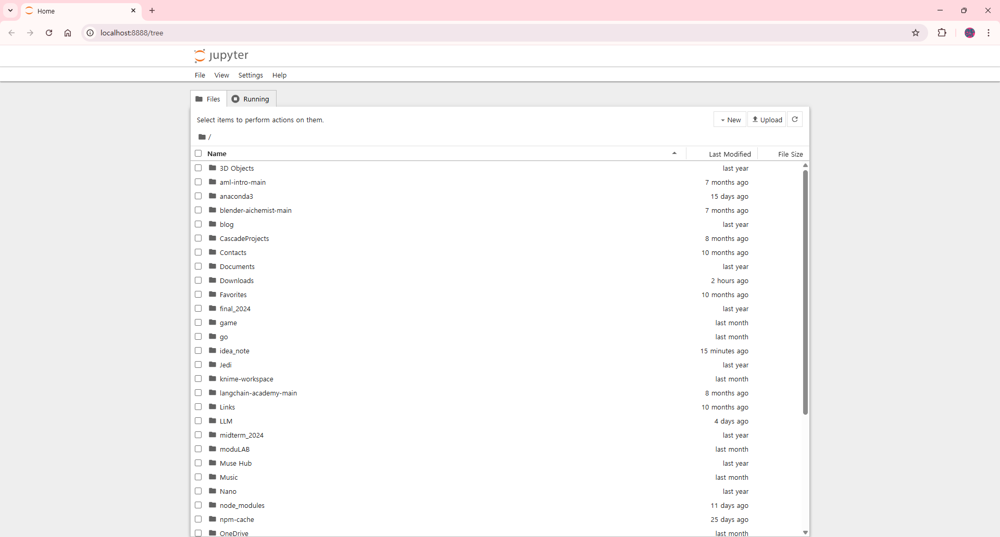 Home
localhost:8888/tree
jupyter
File View Settings Help
Files Running
Select items to perform actions on them.
New Upload
/
Name Last Modified File Size
3D Objects last year
aml-intro-main 7 months ago
anaconda3 15 days ago
blender-aichemist-main 7 months ago
blog last year
CascadeProjects 8 months ago
Contacts 10 months ago
Documents last year
Downloads 2 hours ago
Favorites 10 months ago
final_2024 last year
game last month
go last month
idea_note 15 minutes ago
Jedi last year
knime-workspace last month
langchain-academy-main 8 months ago
Links 10 months ago
LLM 4 days ago
midterm_2024 last year
moduLAB last month
Muse Hub last year
Music last month
Nano last year
node_modules 11 days ago
npm-cache 25 days ago
OneDrive last month